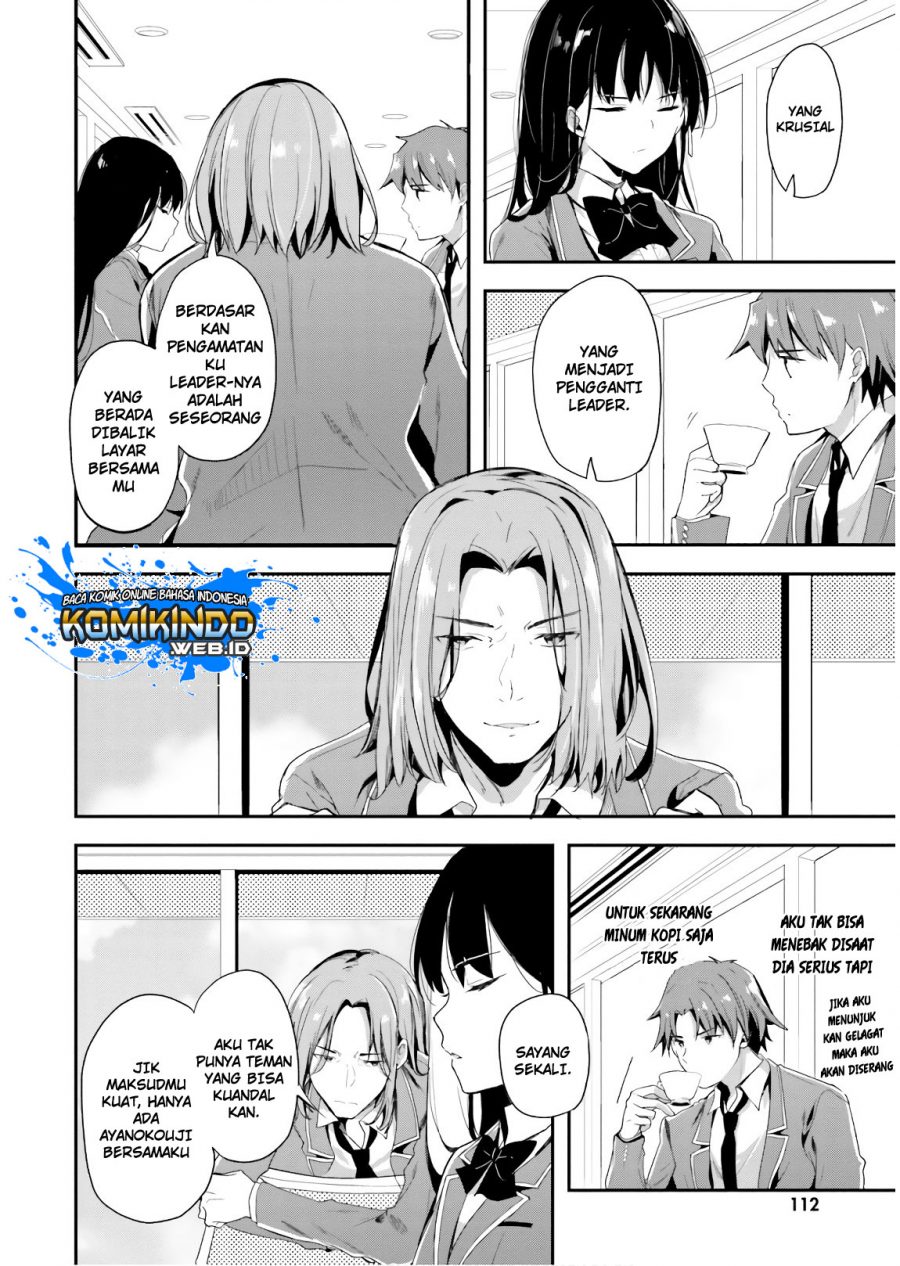 YANG
KRUSIAL
YANG
MENJADI
PENGGANTI
LEADER.
BERDASAR
KAN
PENGAMATAN
KU
LEADER-NYA
ADALAH
SESEORANG
YANG
BERADA
DIBALIK
LAYAR
BERSAMA
MU
BACA KOMIK ONLINE BAHASA INDONESIA
KOMIKINDO
WEB.ID
AKU TAK BISA
MENEBAK DISAAT
DIA SERIUS TAPI
JIKA AKU
MENUNJUK
KAN GELAGAT
MAKA AKU
AKAN DISERANG
UNTUK SEKARANG
MINUM KOPI SAJA
TERUS
SAYANG
SEKALI.
AKU TAK
PUNYA TEMAN
YANG BISA
KUANDAL
KAN.
JIK
MAKSUDMU
KUAT, HANYA
ADA
AYANOKOUJI
BERSAMAKU
112